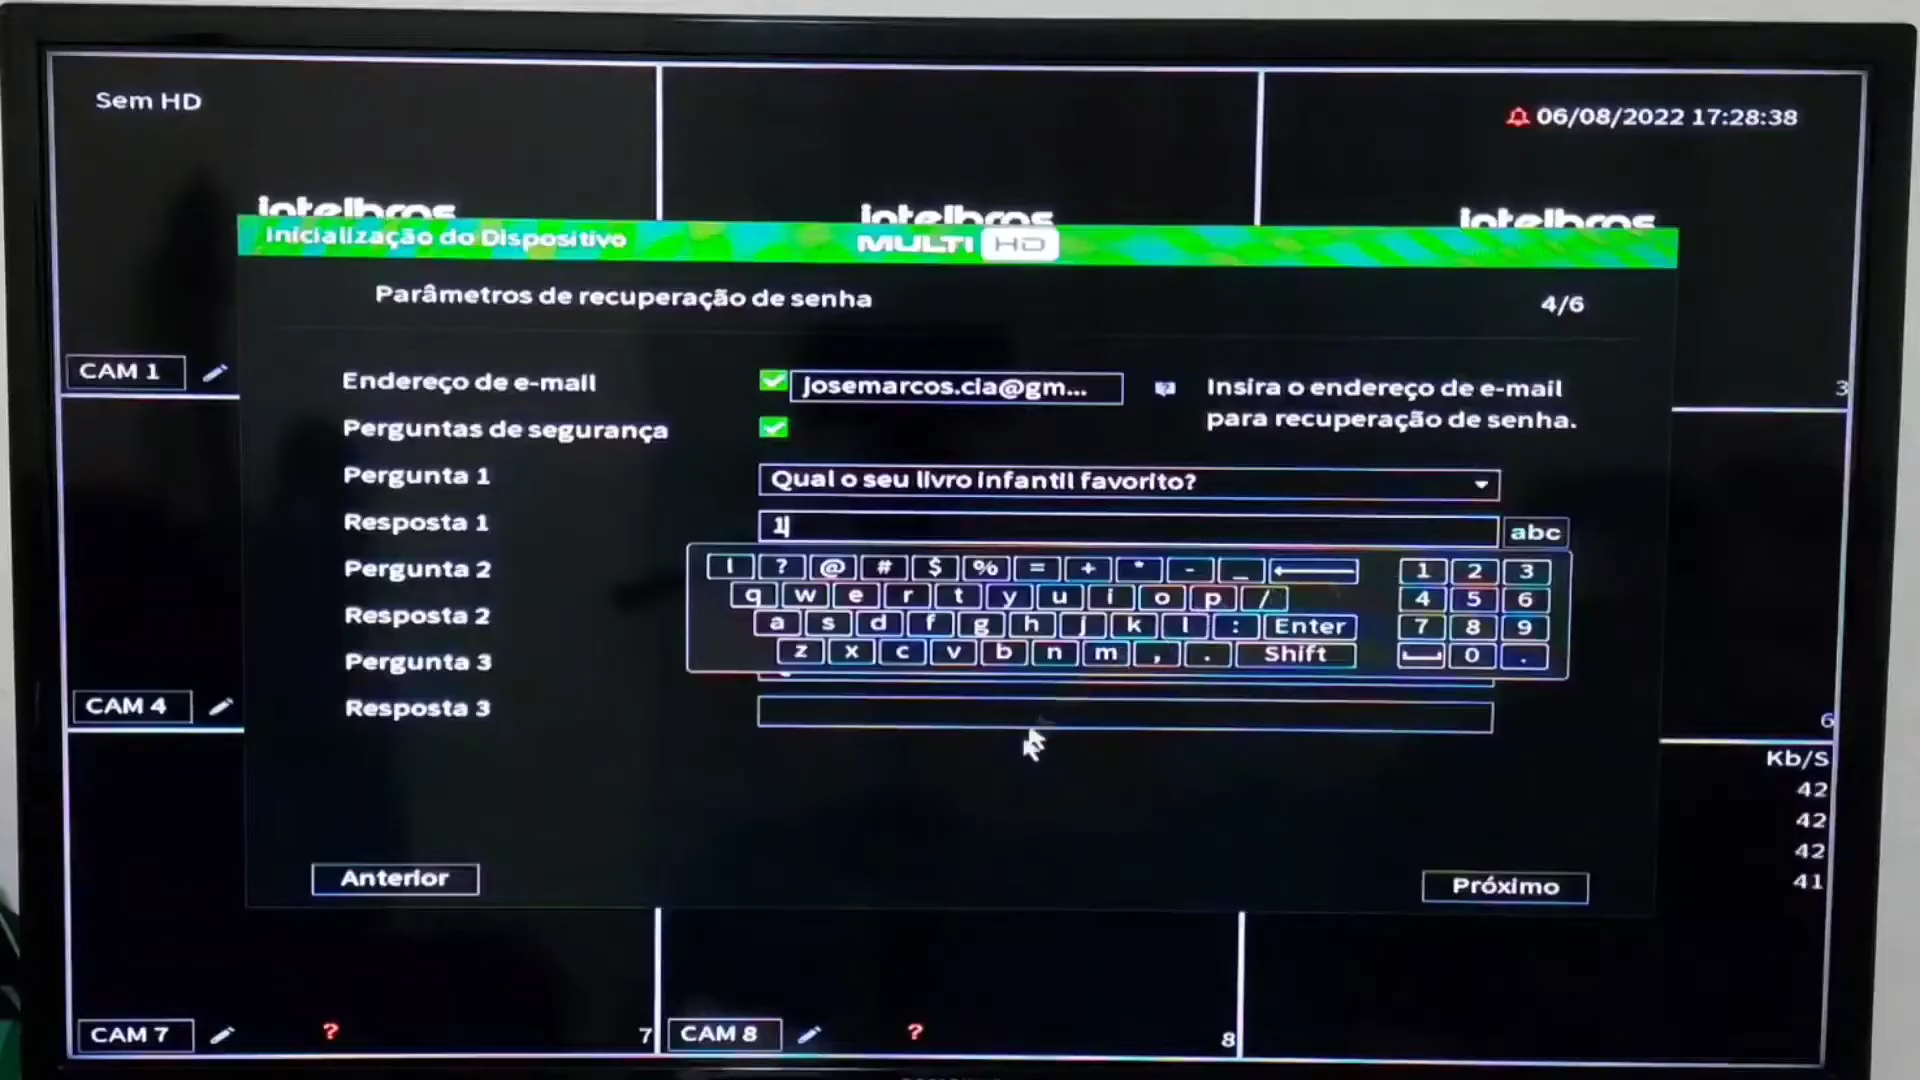 Sem HD
06/08/2022 17:28:38
intelbras
intelbras
intelbras
Inicialização do Dispositivo
MULTI HD
Parâmetros de recuperação de senha
4/6
CAM 1
3
Endereço de e-mail
josemarcos.cia@gm...
Insira o endereço de e-mail
para recuperação de senha.
Perguntas de segurança
Pergunta 1
Qual o seu livro infantil favorito?
Resposta 1
1
abc
Pergunta 2
! ? @ # $ % = + * - _
1 2 3
q w e r t y u i o p /
4 5 6
Resposta 2
a s d f g h j k l : Enter
7 8 9
z x c v b n m , . Shift
0 .
Pergunta 3
Resposta 3
CAM 4
6
Kb/S
42
42
42
41
Anterior
Próximo
CAM 7
?
7
CAM 8
?
8